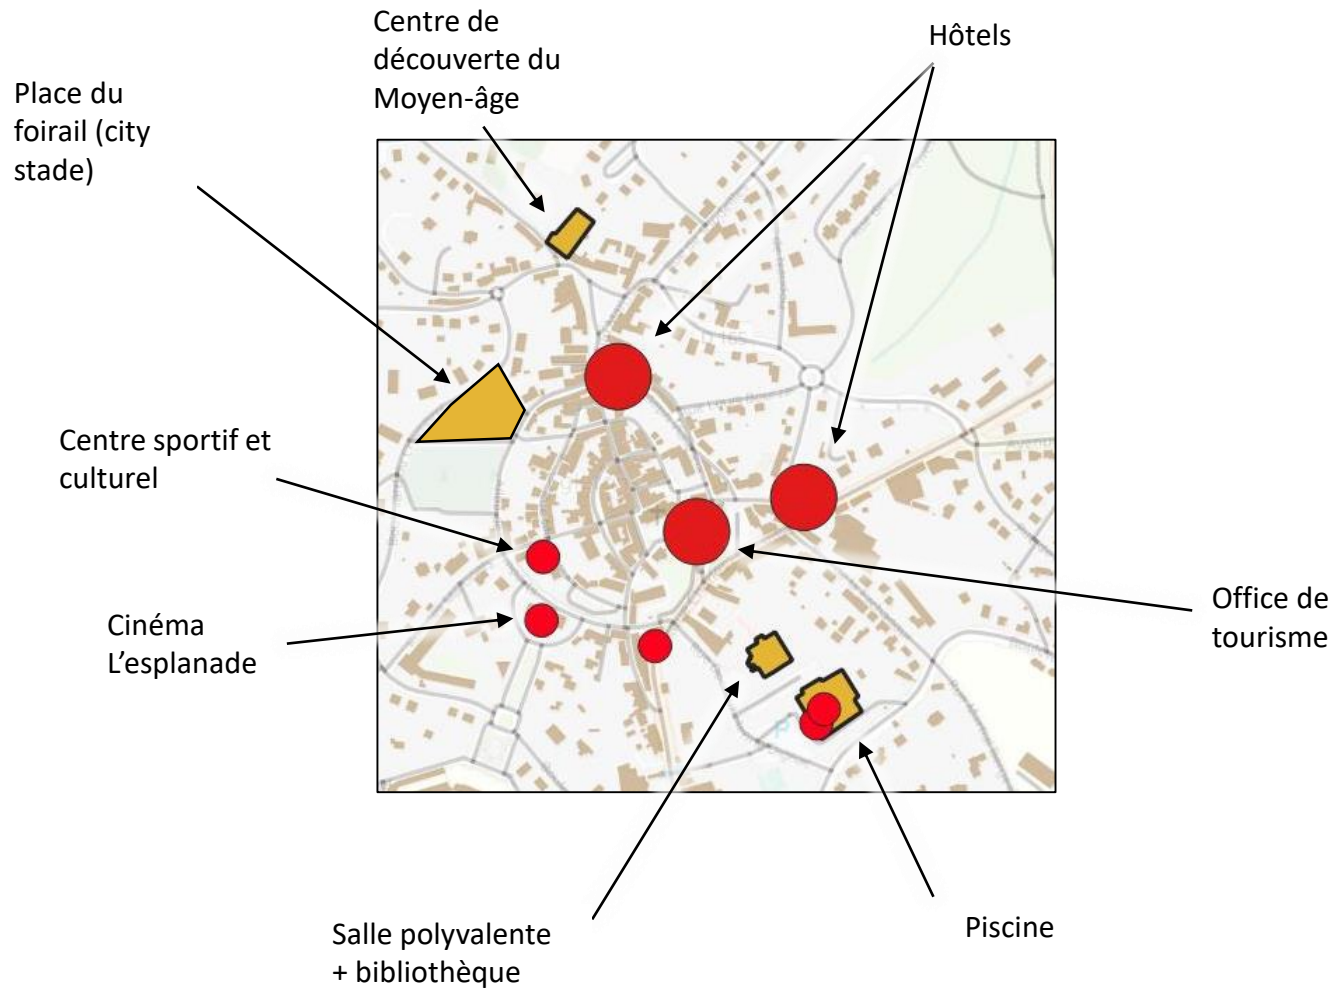 Centre de
découverte du
Moyen-âge
Hôtels
Place du
foirail (city
stade)
Centre sportif et
culturel
Cinéma
L’esplanade
Office de
tourisme
Salle polyvalente
+ bibliothèque
Piscine